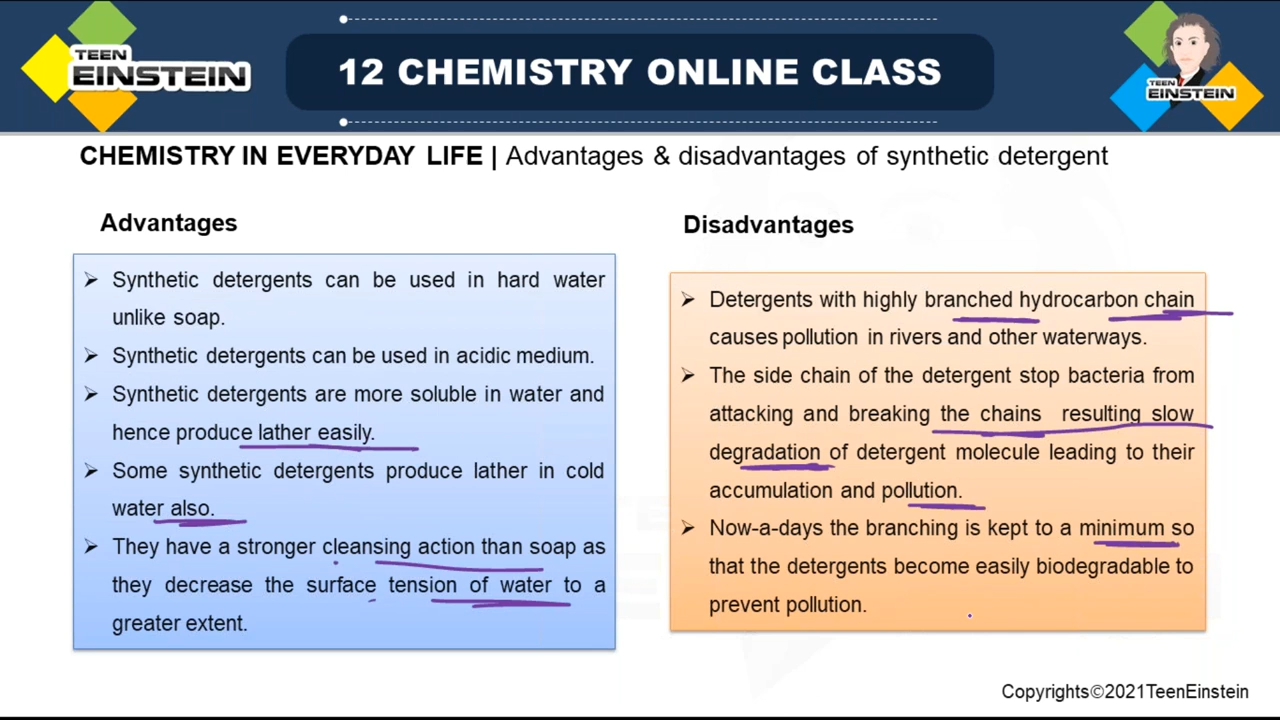 TEEN
EINSTEIN
12 CHEMISTRY ONLINE CLASS
TEEN
EINSTEIN
CHEMISTRY IN EVERYDAY LIFE | Advantages & disadvantages of synthetic detergent
Advantages
➢ Synthetic detergents can be used in hard water
unlike soap.
➢ Synthetic detergents can be used in acidic medium.
➢ Synthetic detergents are more soluble in water and
hence produce lather easily.
➢ Some synthetic detergents produce lather in cold
water also.
➢ They have a stronger cleansing action than soap as
they decrease the surface tension of water to a
greater extent.
Disadvantages
➢ Detergents with highly branched hydrocarbon chain
causes pollution in rivers and other waterways.
➢ The side chain of the detergent stop bacteria from
attacking and breaking the chains resulting slow
degradation of detergent molecule leading to their
accumulation and pollution.
➢ Now-a-days the branching is kept to a minimum so
that the detergents become easily biodegradable to
prevent pollution.
Copyrights©2021TeenEinstein